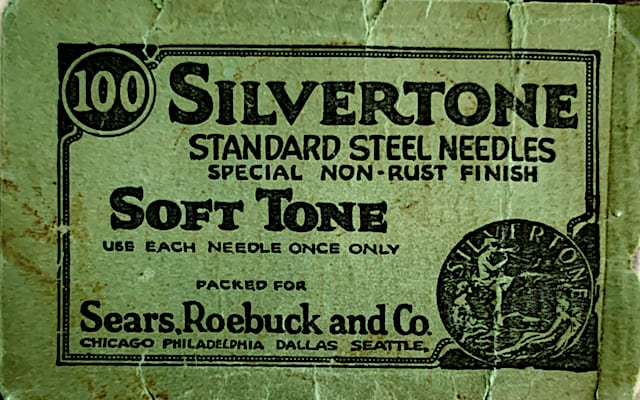 100
SILVERTONE
STANDARD STEEL NEEDLES
SPECIAL NON-RUST FINISH
SOFT TONE
USE EACH NEEDLE ONCE ONLY
PACKED FOR
Sears, Roebuck and Co.
CHICAGO PHILADELPHIA DALLAS SEATTLE.
SILVERTONE